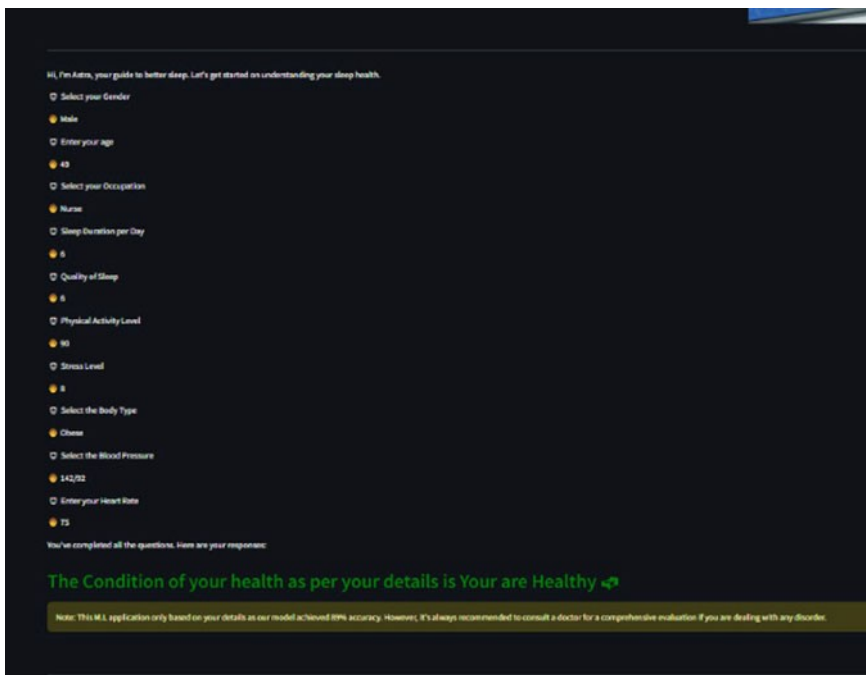 Hi, I'm Astra, your guide to better sleep. Let's get started on understanding your sleep health.
Select your Gender
Male
Enter your age
Select your Occupation
Nurse
Sleep Duration per Day
6
Quality of Sleep
6
Physical Activity Level
90
Stress Level
8
Select the Body Type
Obese
Select the Blood Pressure
142/92
Enter your Heart Rate
75
You've completed all the questions. Here are your responses:
The Condition of your health as per your details is Your are Healthy
Note: This M.L application only based on your details as our model achieved 89% accuracy. However, it's always recommended to consult a doctor for a comprehensive evaluation if you are dealing with any disorder.